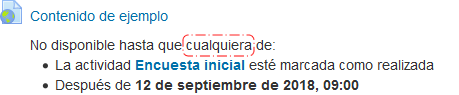 Contenido de ejemplo
No disponible hasta que cualquiera de:
• La actividad Encuesta inicial esté marcada como realizada
• Después de 12 de septiembre de 2018, 09:00